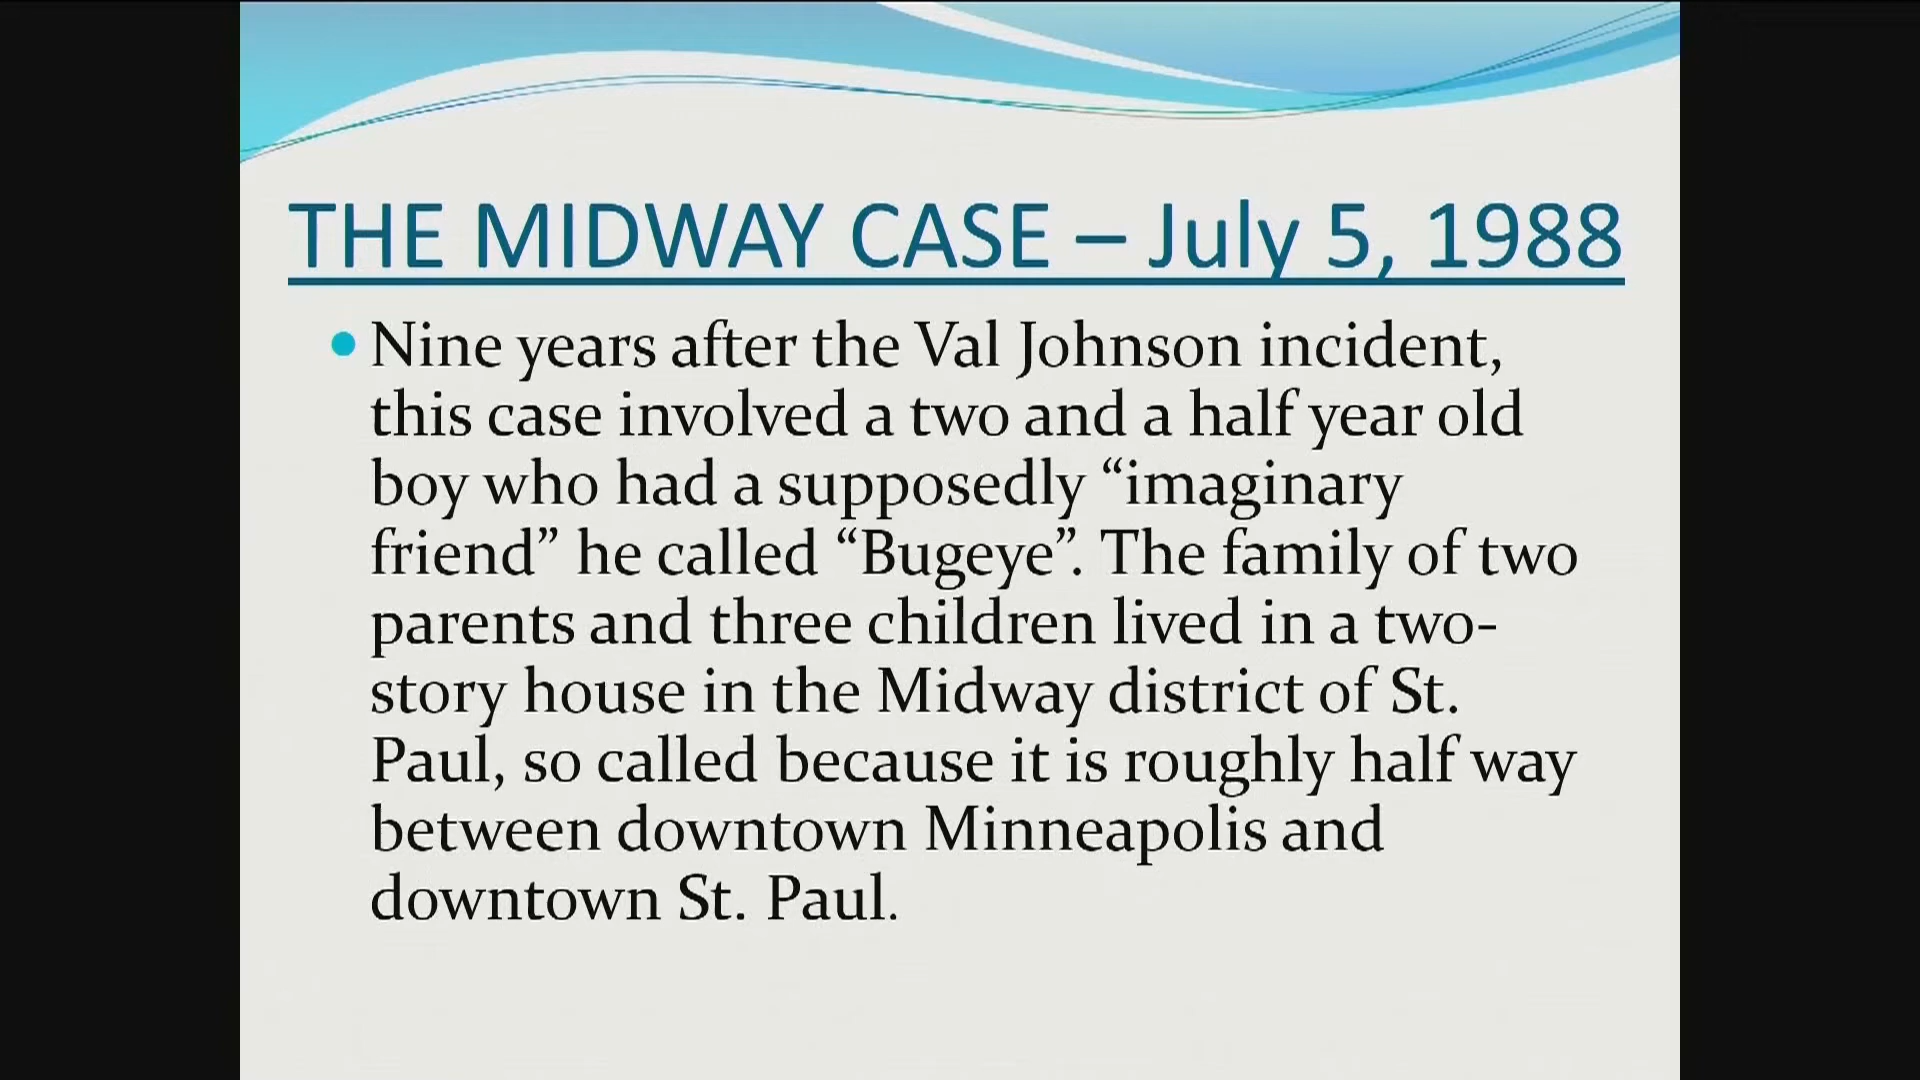 THE MIDWAY CASE – July 5, 1988
• Nine years after the Val Johnson incident,
this case involved a two and a half year old
boy who had a supposedly “imaginary
friend” he called “Bugeye”. The family of two
parents and three children lived in a two-
story house in the Midway district of St.
Paul, so called because it is roughly half way
between downtown Minneapolis and
downtown St. Paul.